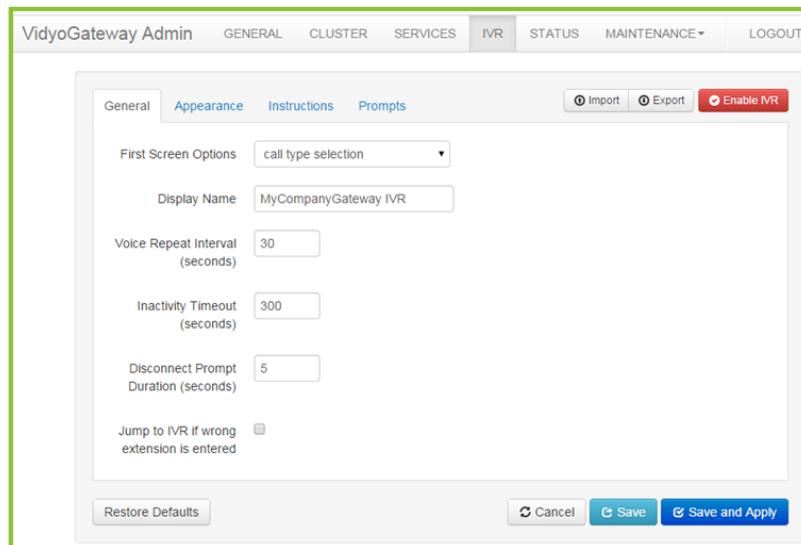 VidyoGateway Admin GENERAL CLUSTER SERVICES IVR STATUS MAINTENANCE LOGOUT
General Appearance Instructions Prompts Import Export Enable IVR
First Screen Options call type selection
Display Name MyCompanyGateway IVR
Voice Repeat Interval 30
(seconds)
Inactivity Timeout 300
(seconds)
Disconnect Prompt 5
Duration (seconds)
Jump to IVR if wrong
extension is entered
Restore Defaults Cancel Save Save and Apply